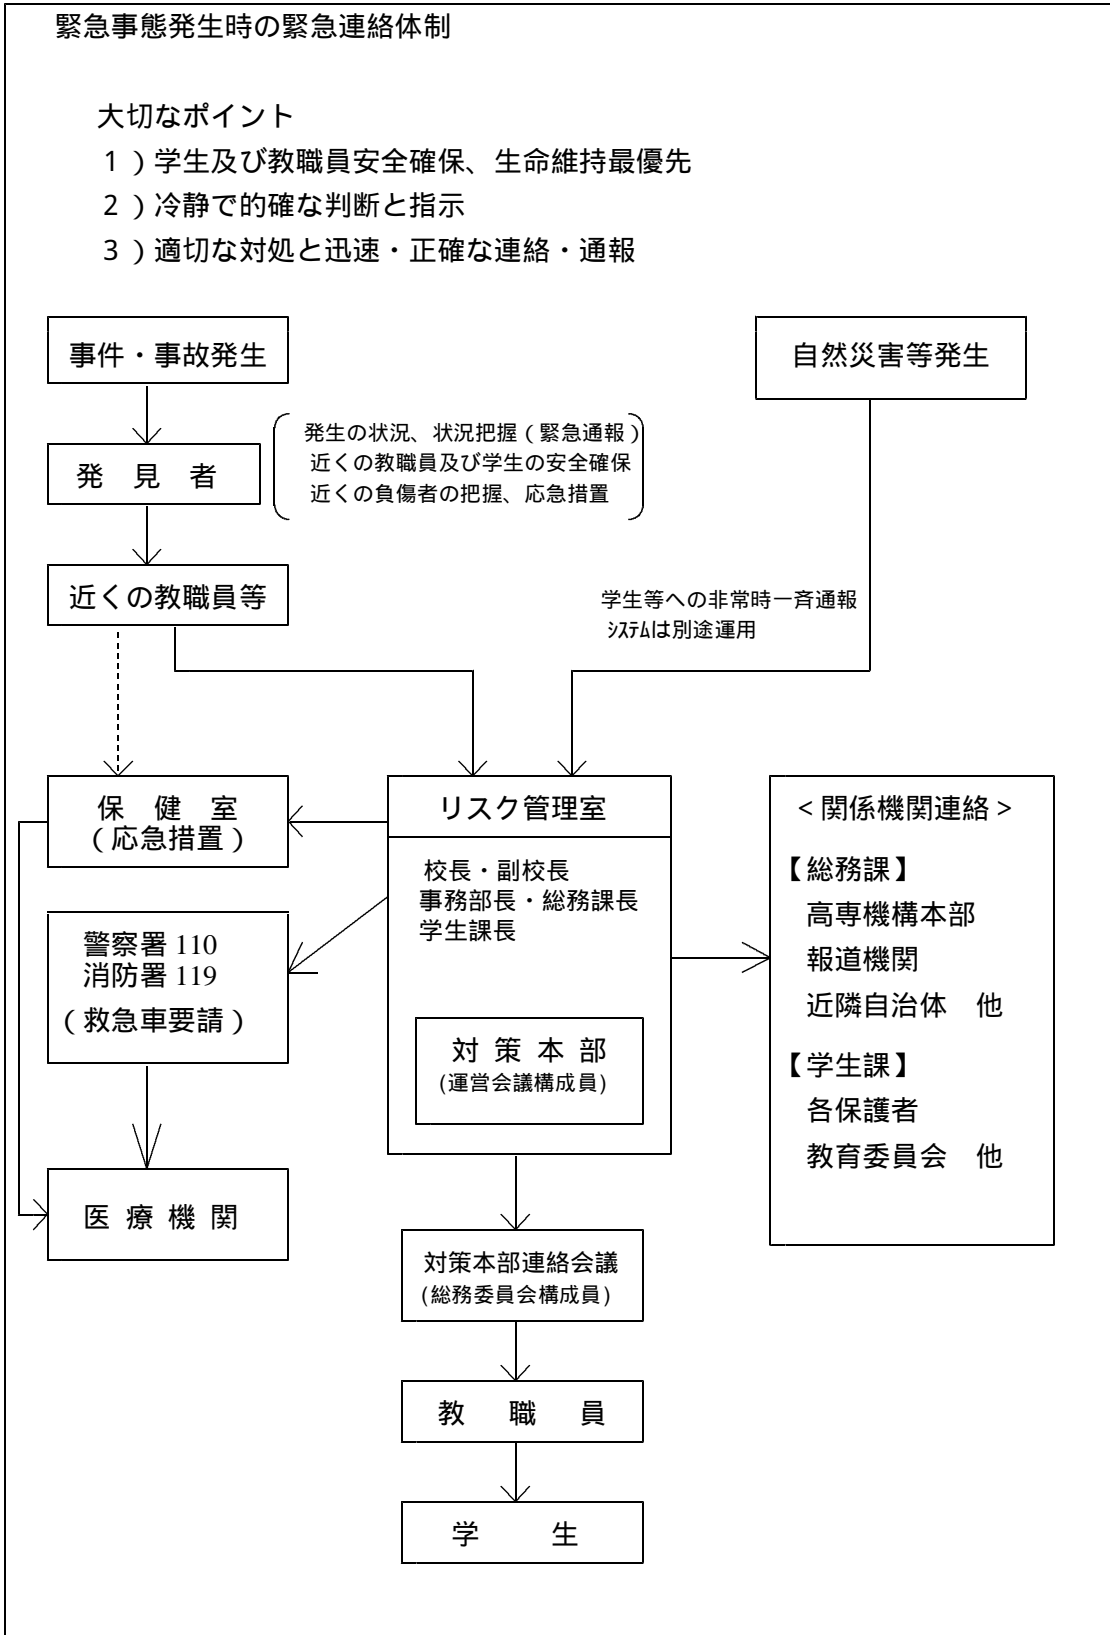 緊急事態発生時の緊急連絡体制
大切なポイント
1）学生及び教職員安全確保、生命維持最優先
2）冷静で的確な判断と指示
3）適切な対処と迅速・正確な連絡・通報
事件・事故発生
自然災害等発生
発　見　者
発生の状況、状況把握（緊急通報）
近くの教職員及び学生の安全確保
近くの負傷者の把握、応急措置
近くの教職員等
学生等への非常時一斉通報
ｼｽﾃﾑは別途運用
保　健　室
（応急措置）
リスク管理室
校長・副校長
事務部長・総務課長
学生課長
対 策 本 部
(運営会議構成員)
＜関係機関連絡＞
【総務課】
高専機構本部
報道機関
近隣自治体　他
【学生課】
各保護者
教育委員会　他
警察署 110
消防署 119
（救急車要請）
医 療 機 関
対策本部連絡会議
(総務委員会構成員)
教　職　員
学　　生